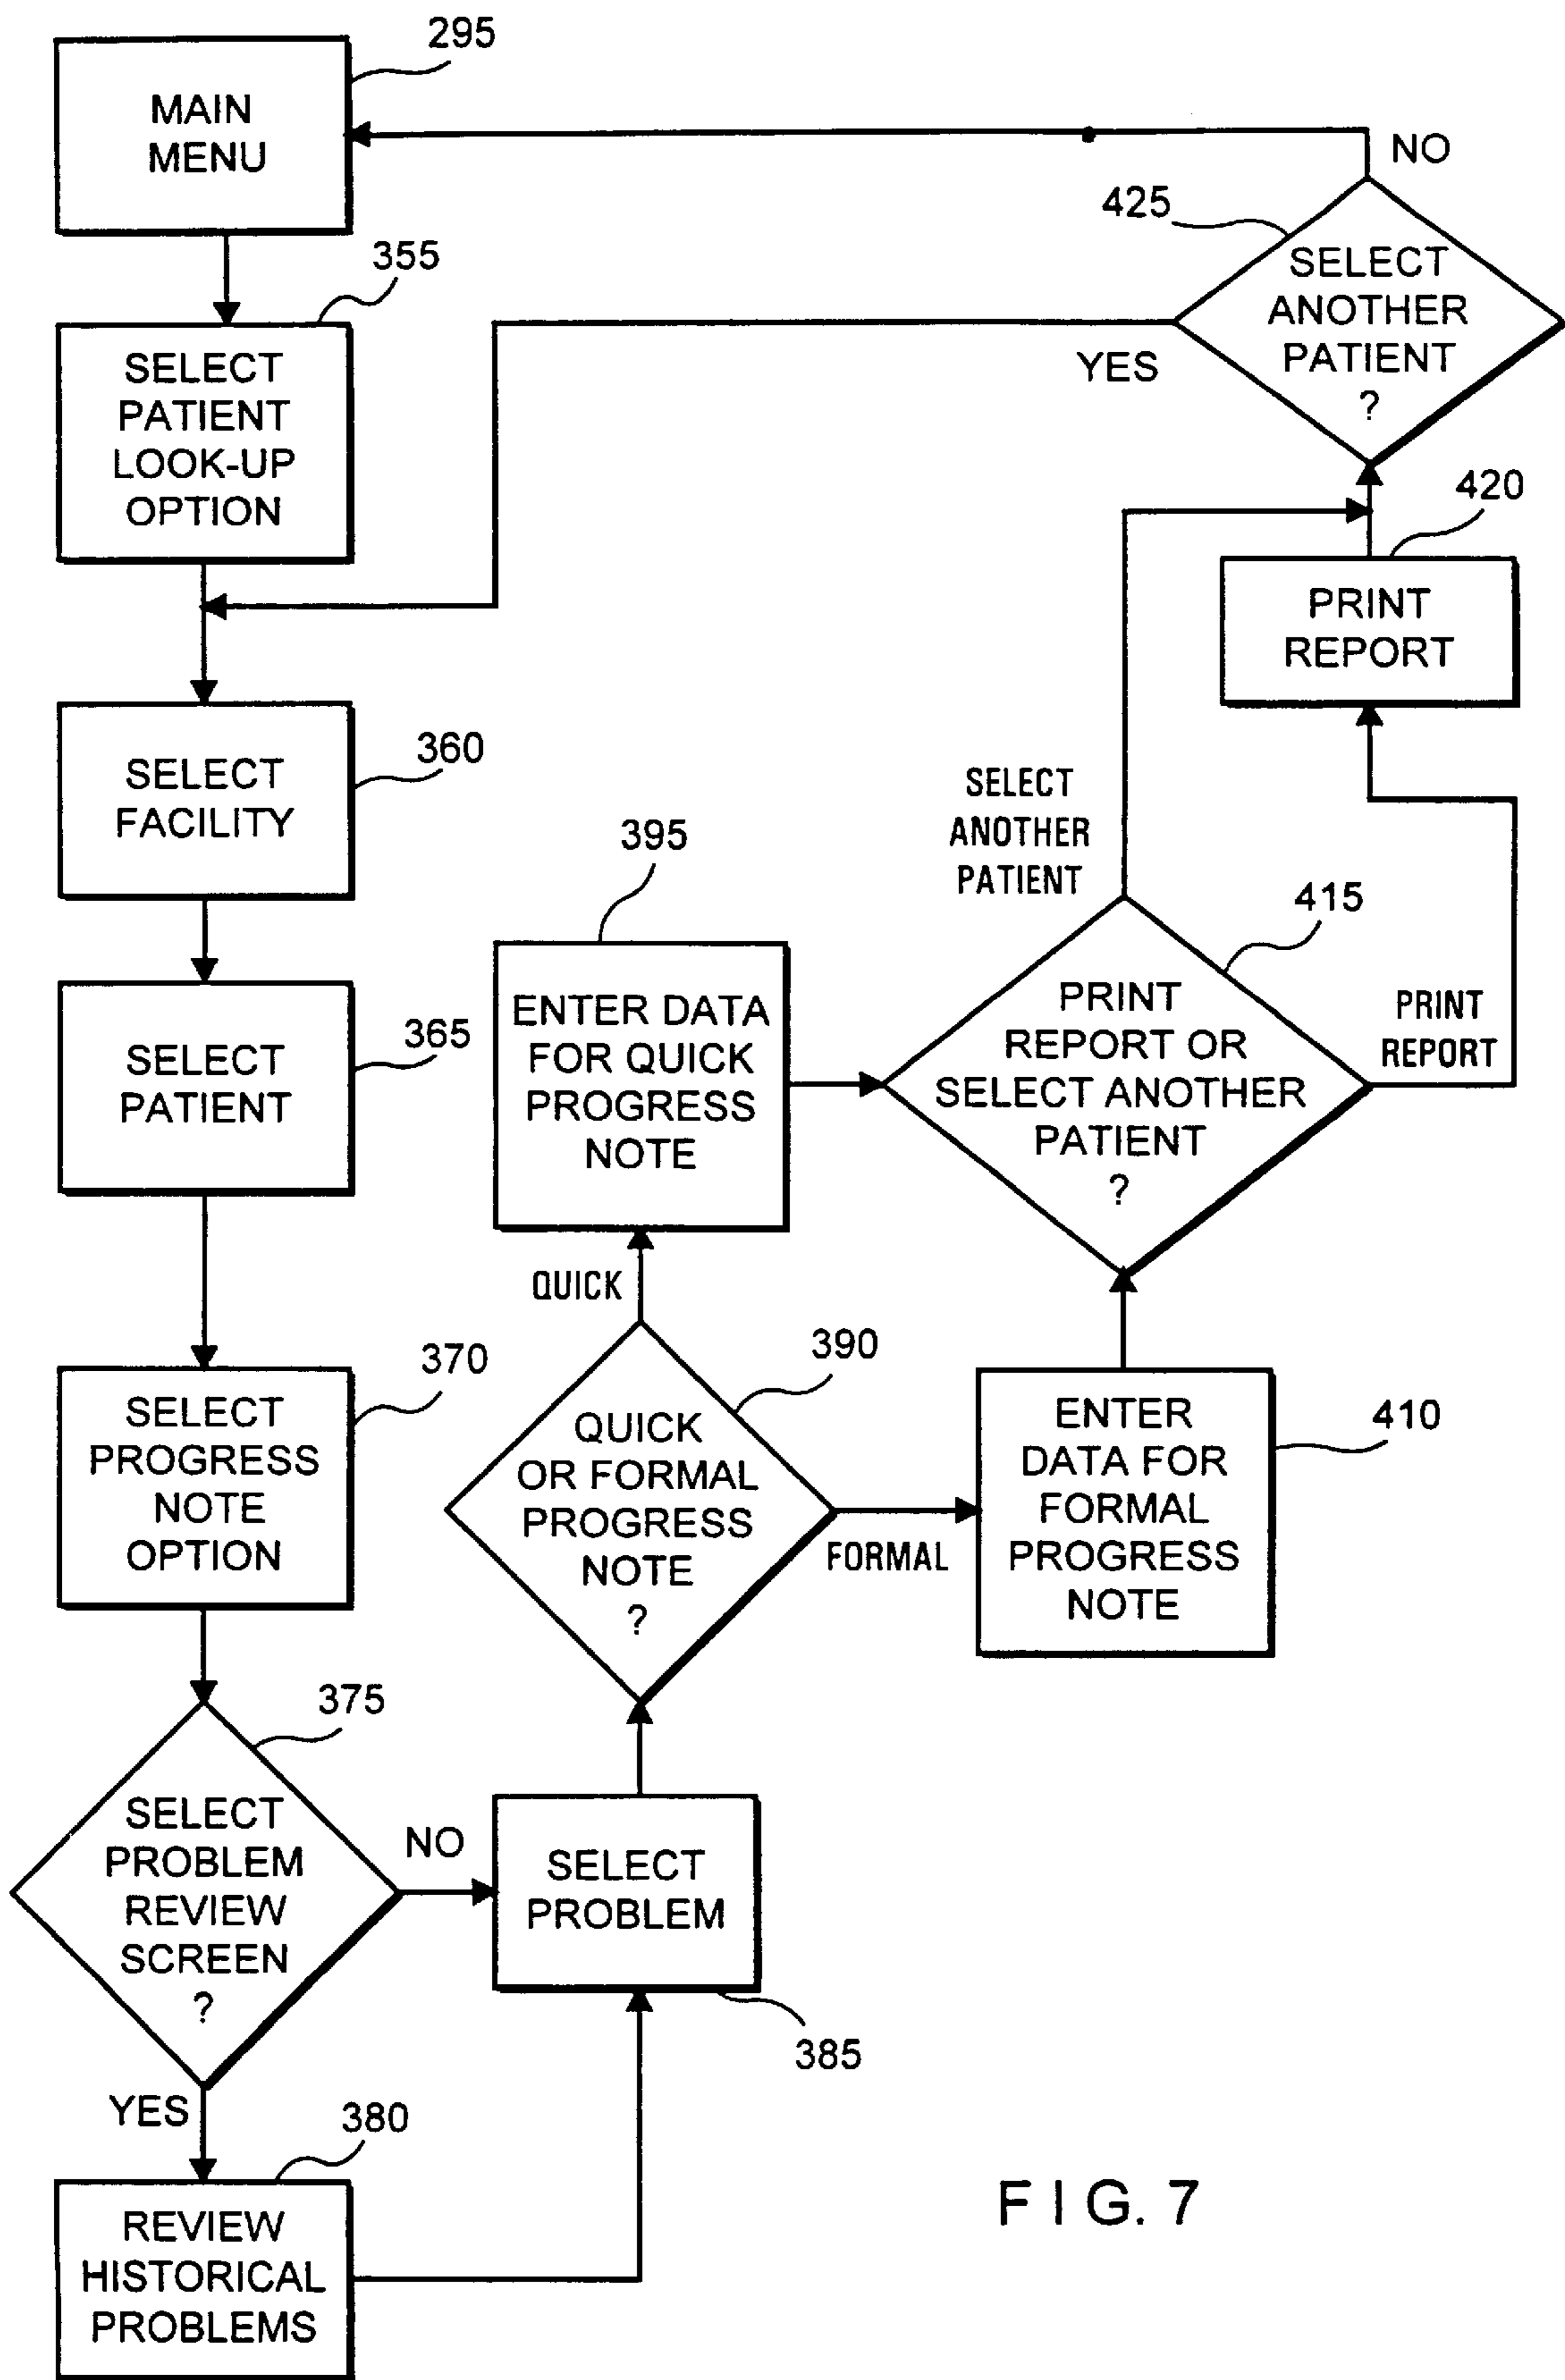 295
MAIN
MENU
355
SELECT
PATIENT
LOOK-UP
OPTION
360
SELECT
FACILITY
365
SELECT
PATIENT
370
SELECT
PROGRESS
NOTE
OPTION
375
SELECT
PROBLEM
REVIEW
SCREEN
?
NO
YES
380
REVIEW
HISTORICAL
PROBLEMS
SELECT
PROBLEM
385
390
QUICK
OR FORMAL
PROGRESS
NOTE
?
QUICK
FORMAL
395
ENTER DATA
FOR QUICK
PROGRESS
NOTE
410
ENTER
DATA FOR
FORMAL
PROGRESS
NOTE
415
PRINT
REPORT OR
SELECT ANOTHER
PATIENT
?
SELECT
ANOTHER
PATIENT
PRINT
REPORT
420
PRINT
REPORT
425
SELECT
ANOTHER
PATIENT
?
YES
NO
FIG. 7